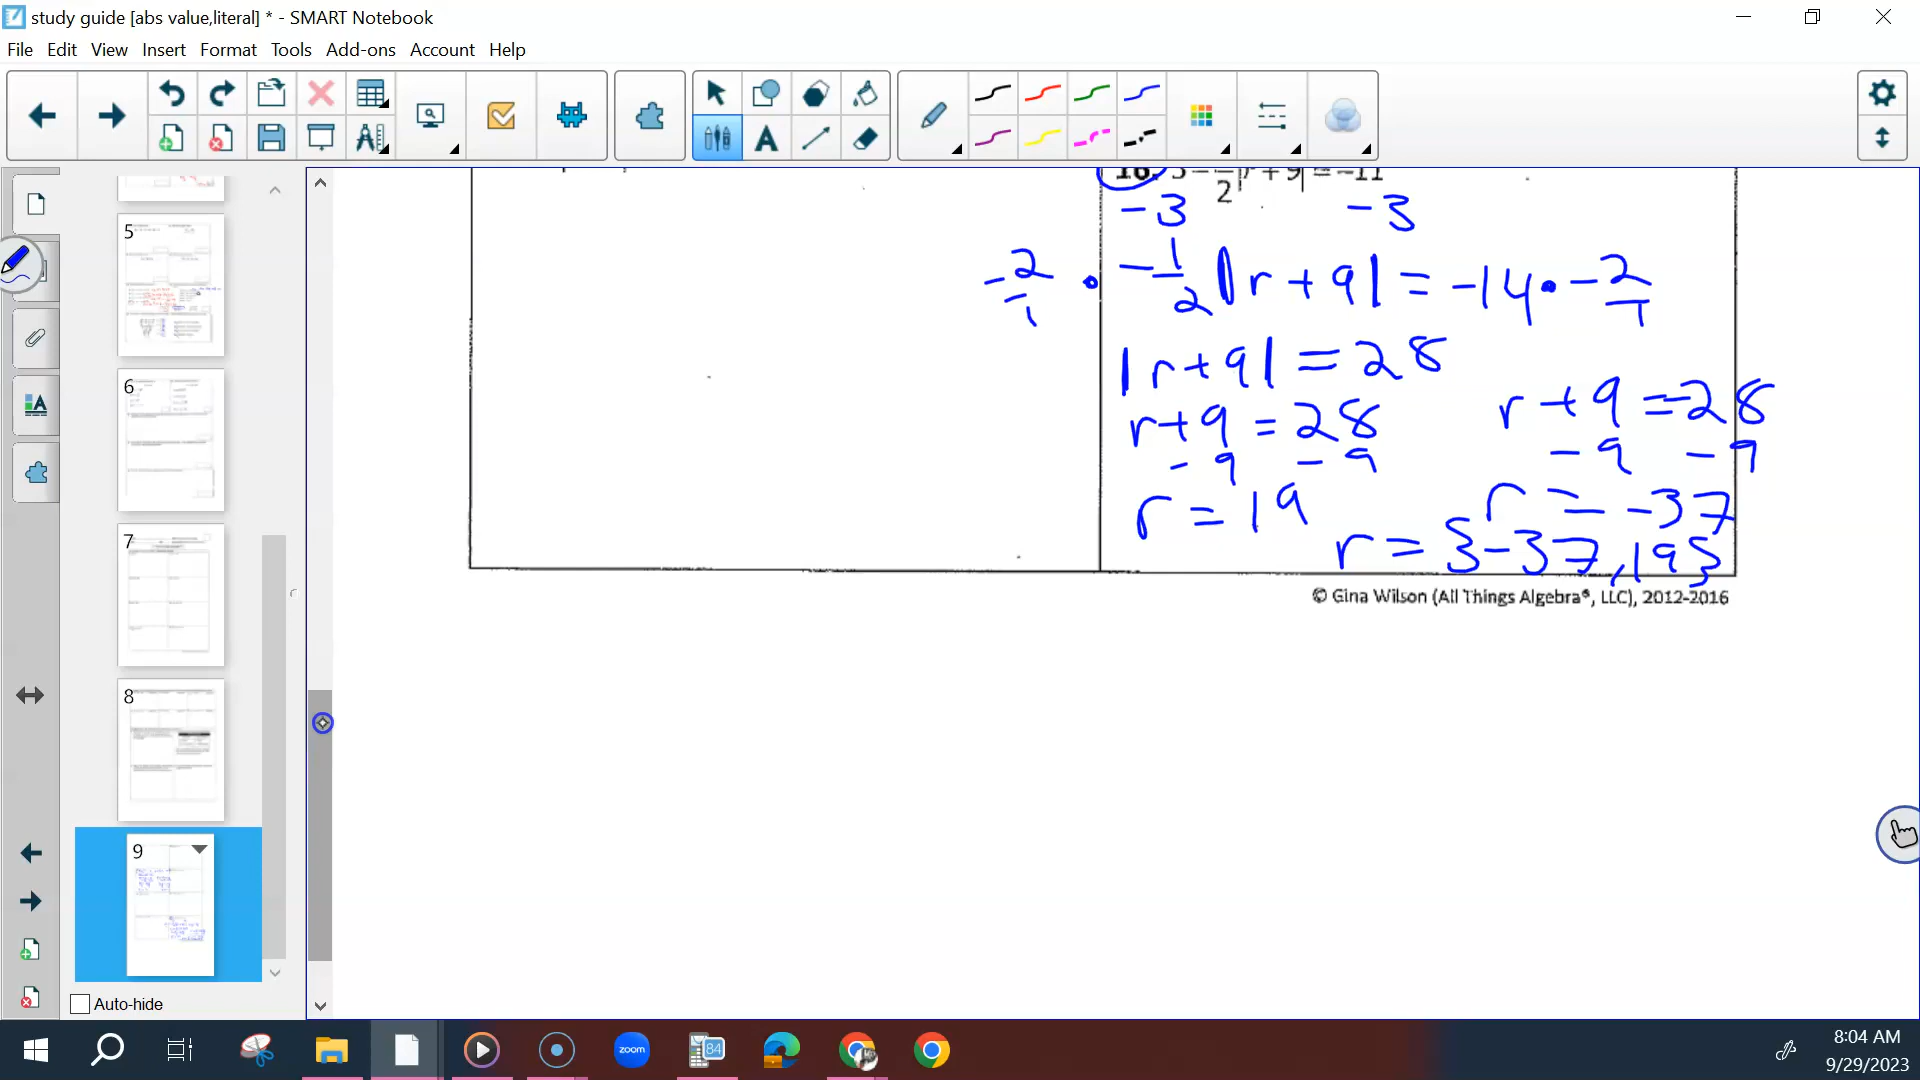 study guide [abs value,literal] * - SMART Notebook
File Edit View Insert Format Tools Add-ons Account Help
5
6
7
8
9
Auto-hide
-3 -3
-2/1 • -1/2|r+9| = -14 • -2/1
|r+9| = 28
r+9 = 28 r+9 = -28
-9 -9 -9 -9
r = 19 r = -37
r = {-37,19}
© Gina Wilson (All Things Algebra®, LLC), 2012-2016
zoom
84
8:04 AM
9/29/2023